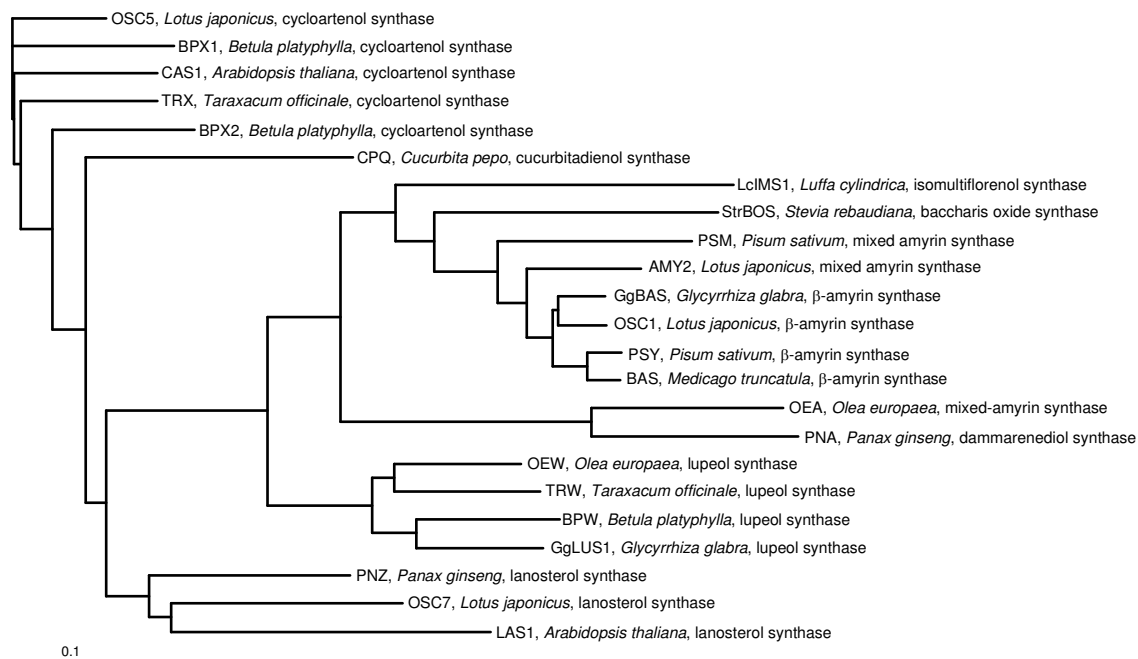 OSC5, Lotus japonicus, cycloartenol synthase
BPX1, Betula platyphylla, cycloartenol synthase
CAS1, Arabidopsis thaliana, cycloartenol synthase
TRX, Taraxacum officinale, cycloartenol synthase
BPX2, Betula platyphylla, cycloartenol synthase
CPQ, Cucurbita pepo, cucurbitadienol synthase
LcIMS1, Luffa cylindrica, isomultiflorenol synthase
StrBOS, Stevia rebaudiana, baccharis oxide synthase
PSM, Pisum sativum, mixed amyrin synthase
AMY2, Lotus japonicus, mixed amyrin synthase
GgBAS, Glycyrrhiza glabra, β-amyrin synthase
OSC1, Lotus japonicus, β-amyrin synthase
PSY, Pisum sativum, β-amyrin synthase
BAS, Medicago truncatula, β-amyrin synthase
OEA, Olea europaea, mixed-amyrin synthase
PNA, Panax ginseng, dammarenediol synthase
OEW, Olea europaea, lupeol synthase
TRW, Taraxacum officinale, lupeol synthase
BPW, Betula platyphylla, lupeol synthase
GgLUS1, Glycyrrhiza glabra, lupeol synthase
PNZ, Panax ginseng, lanosterol synthase
OSC7, Lotus japonicus, lanosterol synthase
LAS1, Arabidopsis thaliana, lanosterol synthase
0.1